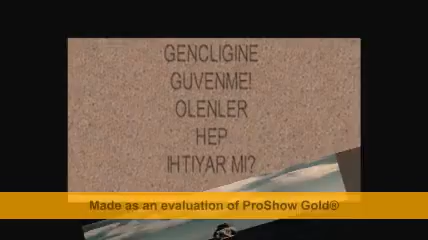 GENCLIGINE
GUVENME!
OLENLER
HEP
IHTIYAR MI?
Made as an evaluation of ProShow Gold®